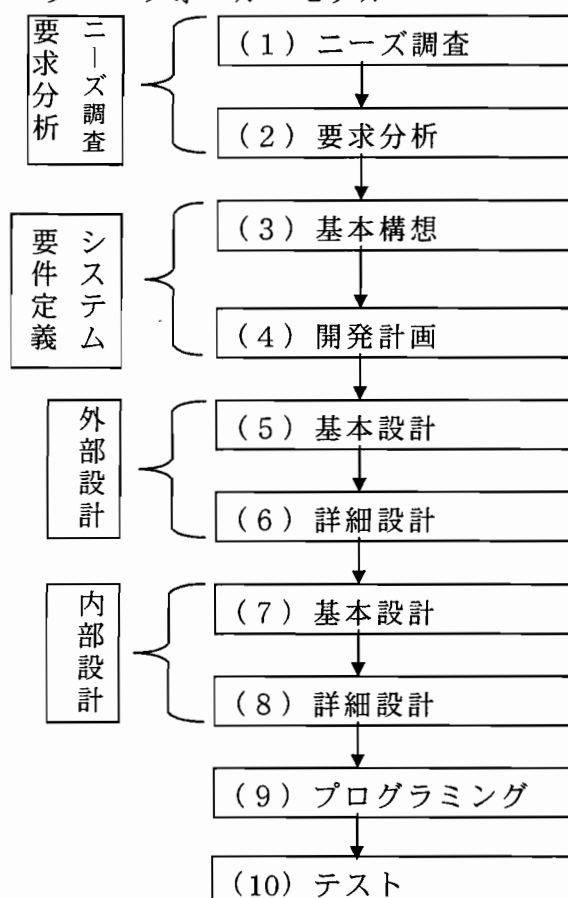 ニーズ調査
要求分析
(1) ニーズ調査
(2) 要求分析
システム
要件定義
(3) 基本構想
(4) 開発計画
外部設計
(5) 基本設計
(6) 詳細設計
内部設計
(7) 基本設計
(8) 詳細設計
(9) プログラミング
(10) テスト